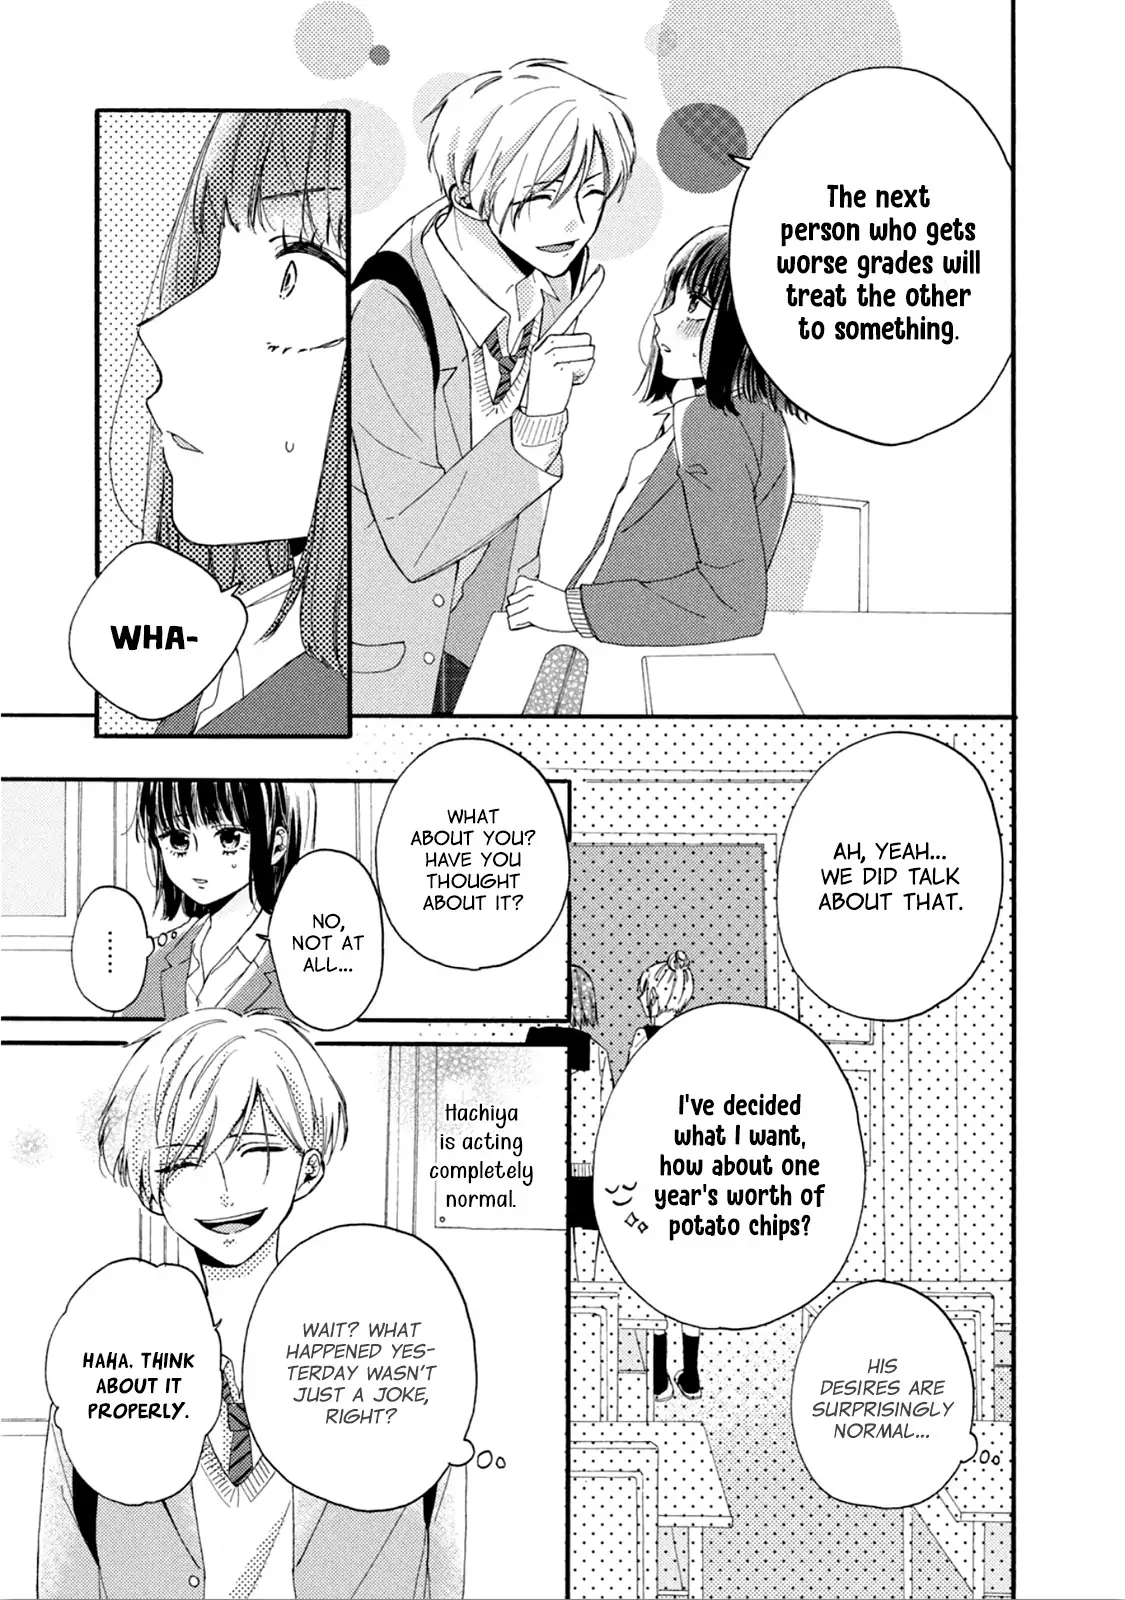 The next
person who gets
worse grades will
treat the other
to something.
WHA-
AH, YEAH...
WE DID TALK
ABOUT THAT.
I've decided
what I want,
how about one
year's worth of
potato chips?
HIS
DESIRES ARE
SURPRISINGLY
NORMAL...
WHAT
ABOUT YOU?
HAVE YOU
THOUGHT
ABOUT IT?
NO,
NOT AT
ALL...
......
Hachiya
is acting
completely
normal.
WAIT? WHAT
HAPPENED YES-
TERDAY WASN'T
JUST A JOKE,
RIGHT?
HAHA. THINK
ABOUT IT
PROPERLY.